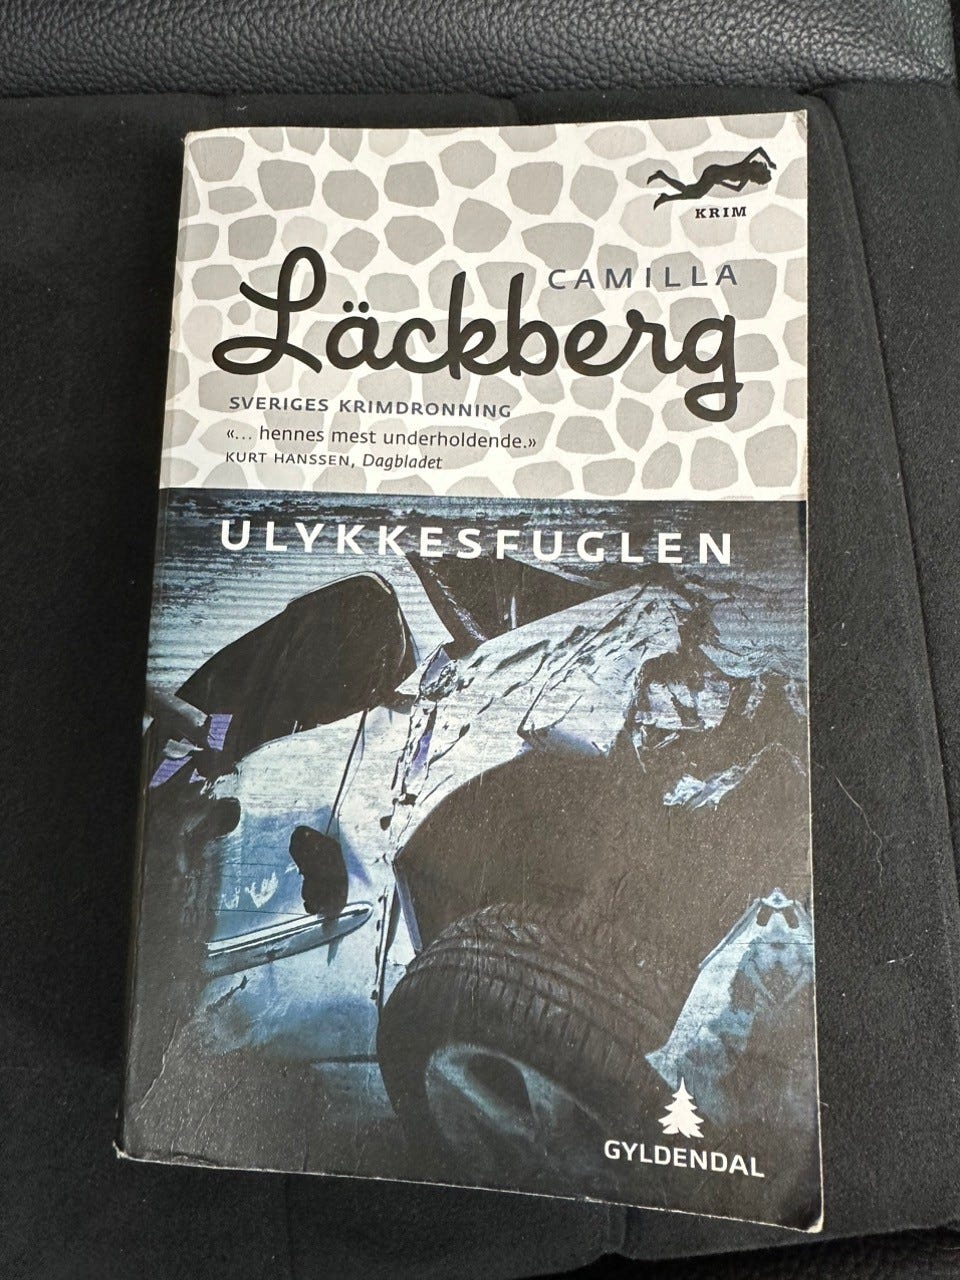 KRIM
CAMILLA
Läckberg
SVERIGES KRIMDRONNING
«... hennes mest underholdende.»
KURT HANSSEN, Dagbladet
ULYKKESFUGLEN
GYLDENDAL